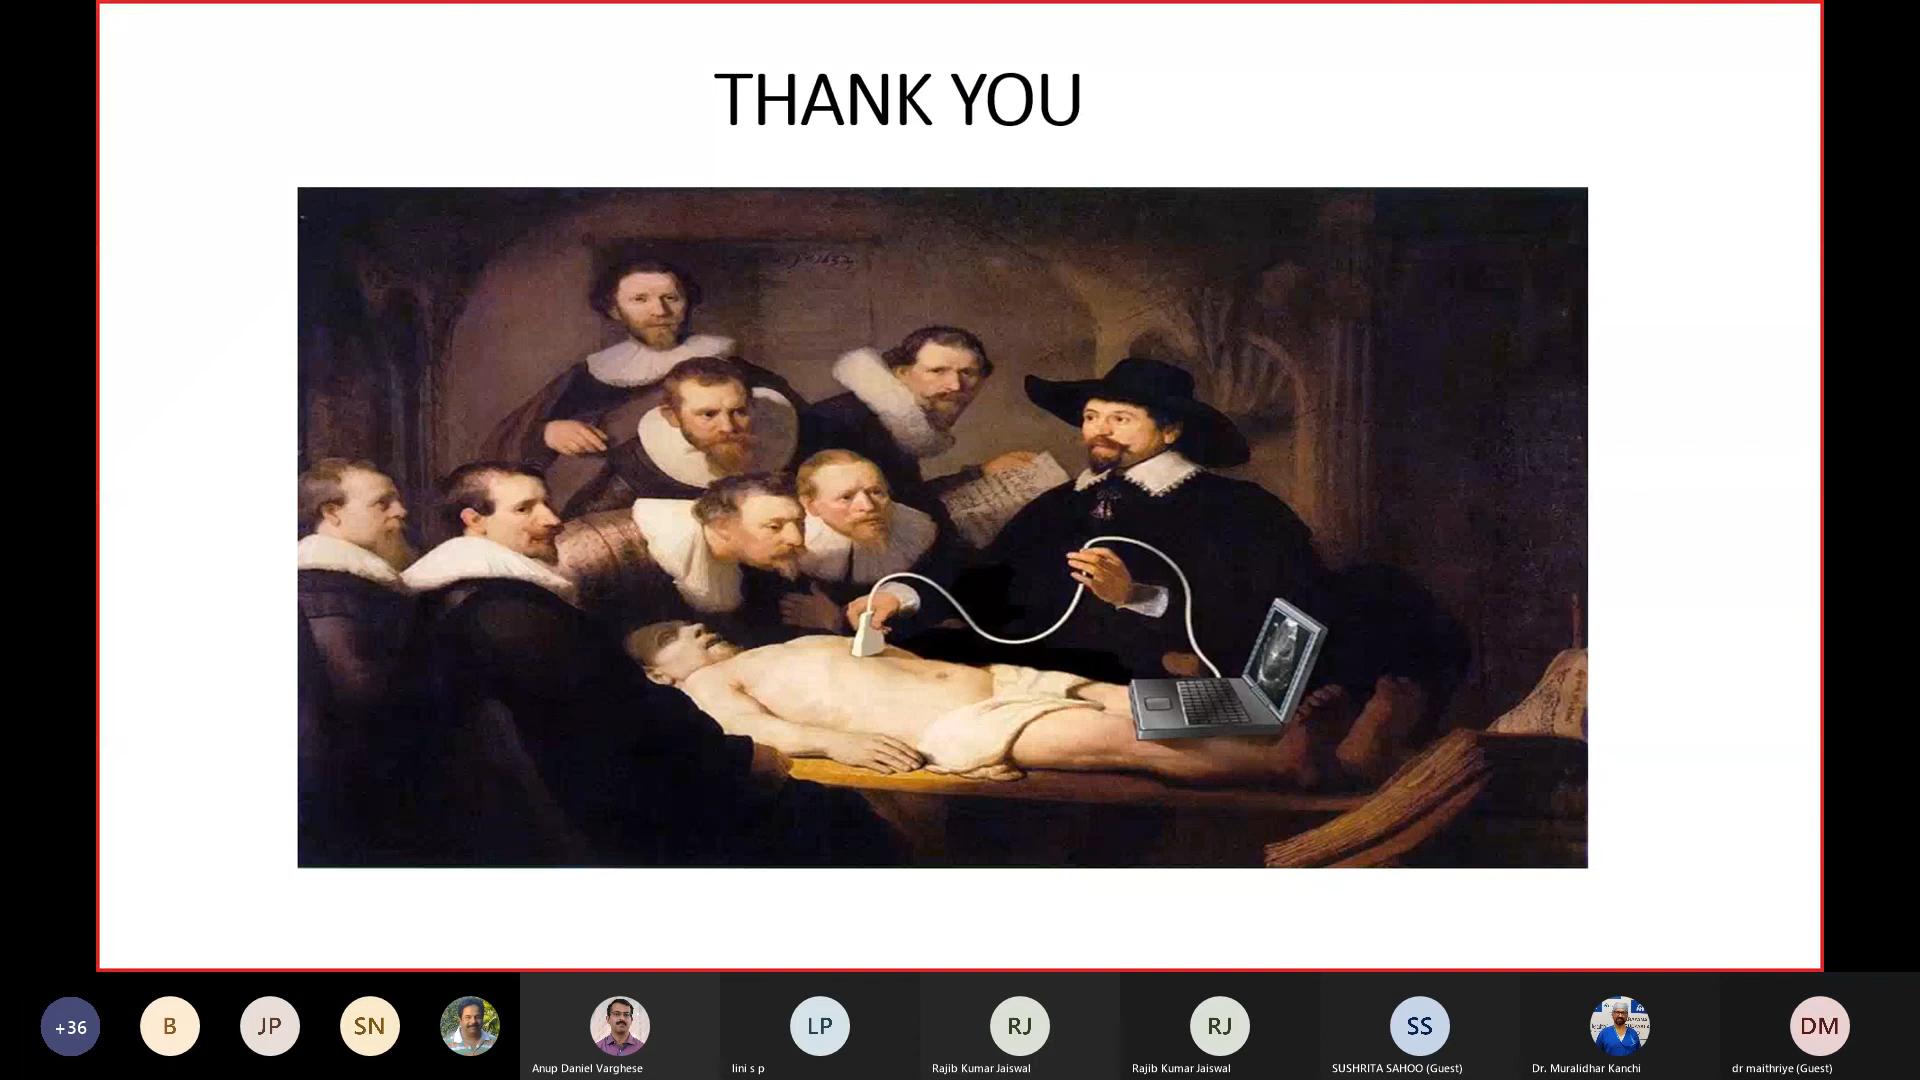 THANK YOU
+36
B
JP
SN
Anup Daniel Varghese
LP
lini s p
RJ
Rajib Kumar Jaiswal
RJ
Rajib Kumar Jaiswal
SS
SUSHRITA SAHOO (Guest)
Dr. Muralidhar Kanchi
DM
dr maithriye (Guest)